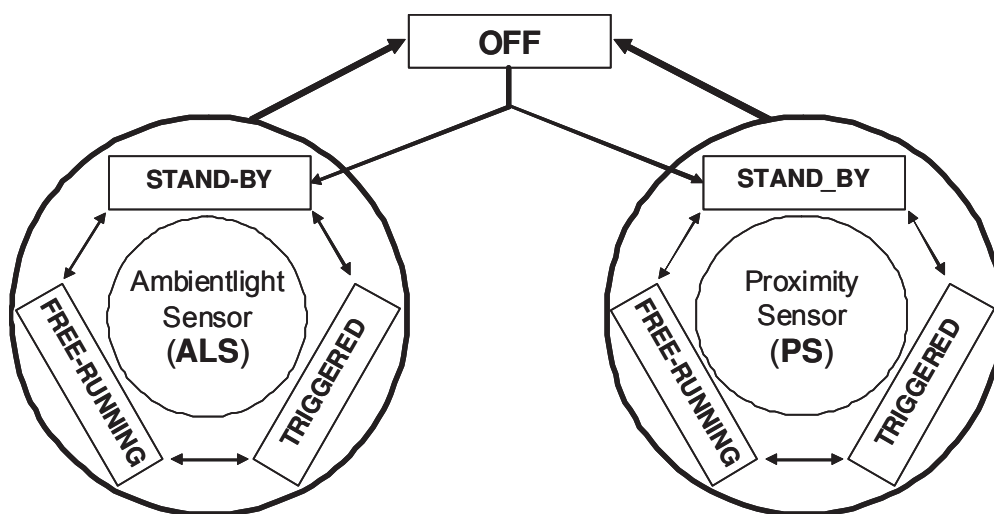 OFF
STAND-BY
Ambientlight
Sensor
(ALS)
FREE-RUNNING
TRIGGERED
STAND_BY
Proximity
Sensor
(PS)
FREE-RUNNING
TRIGGERED